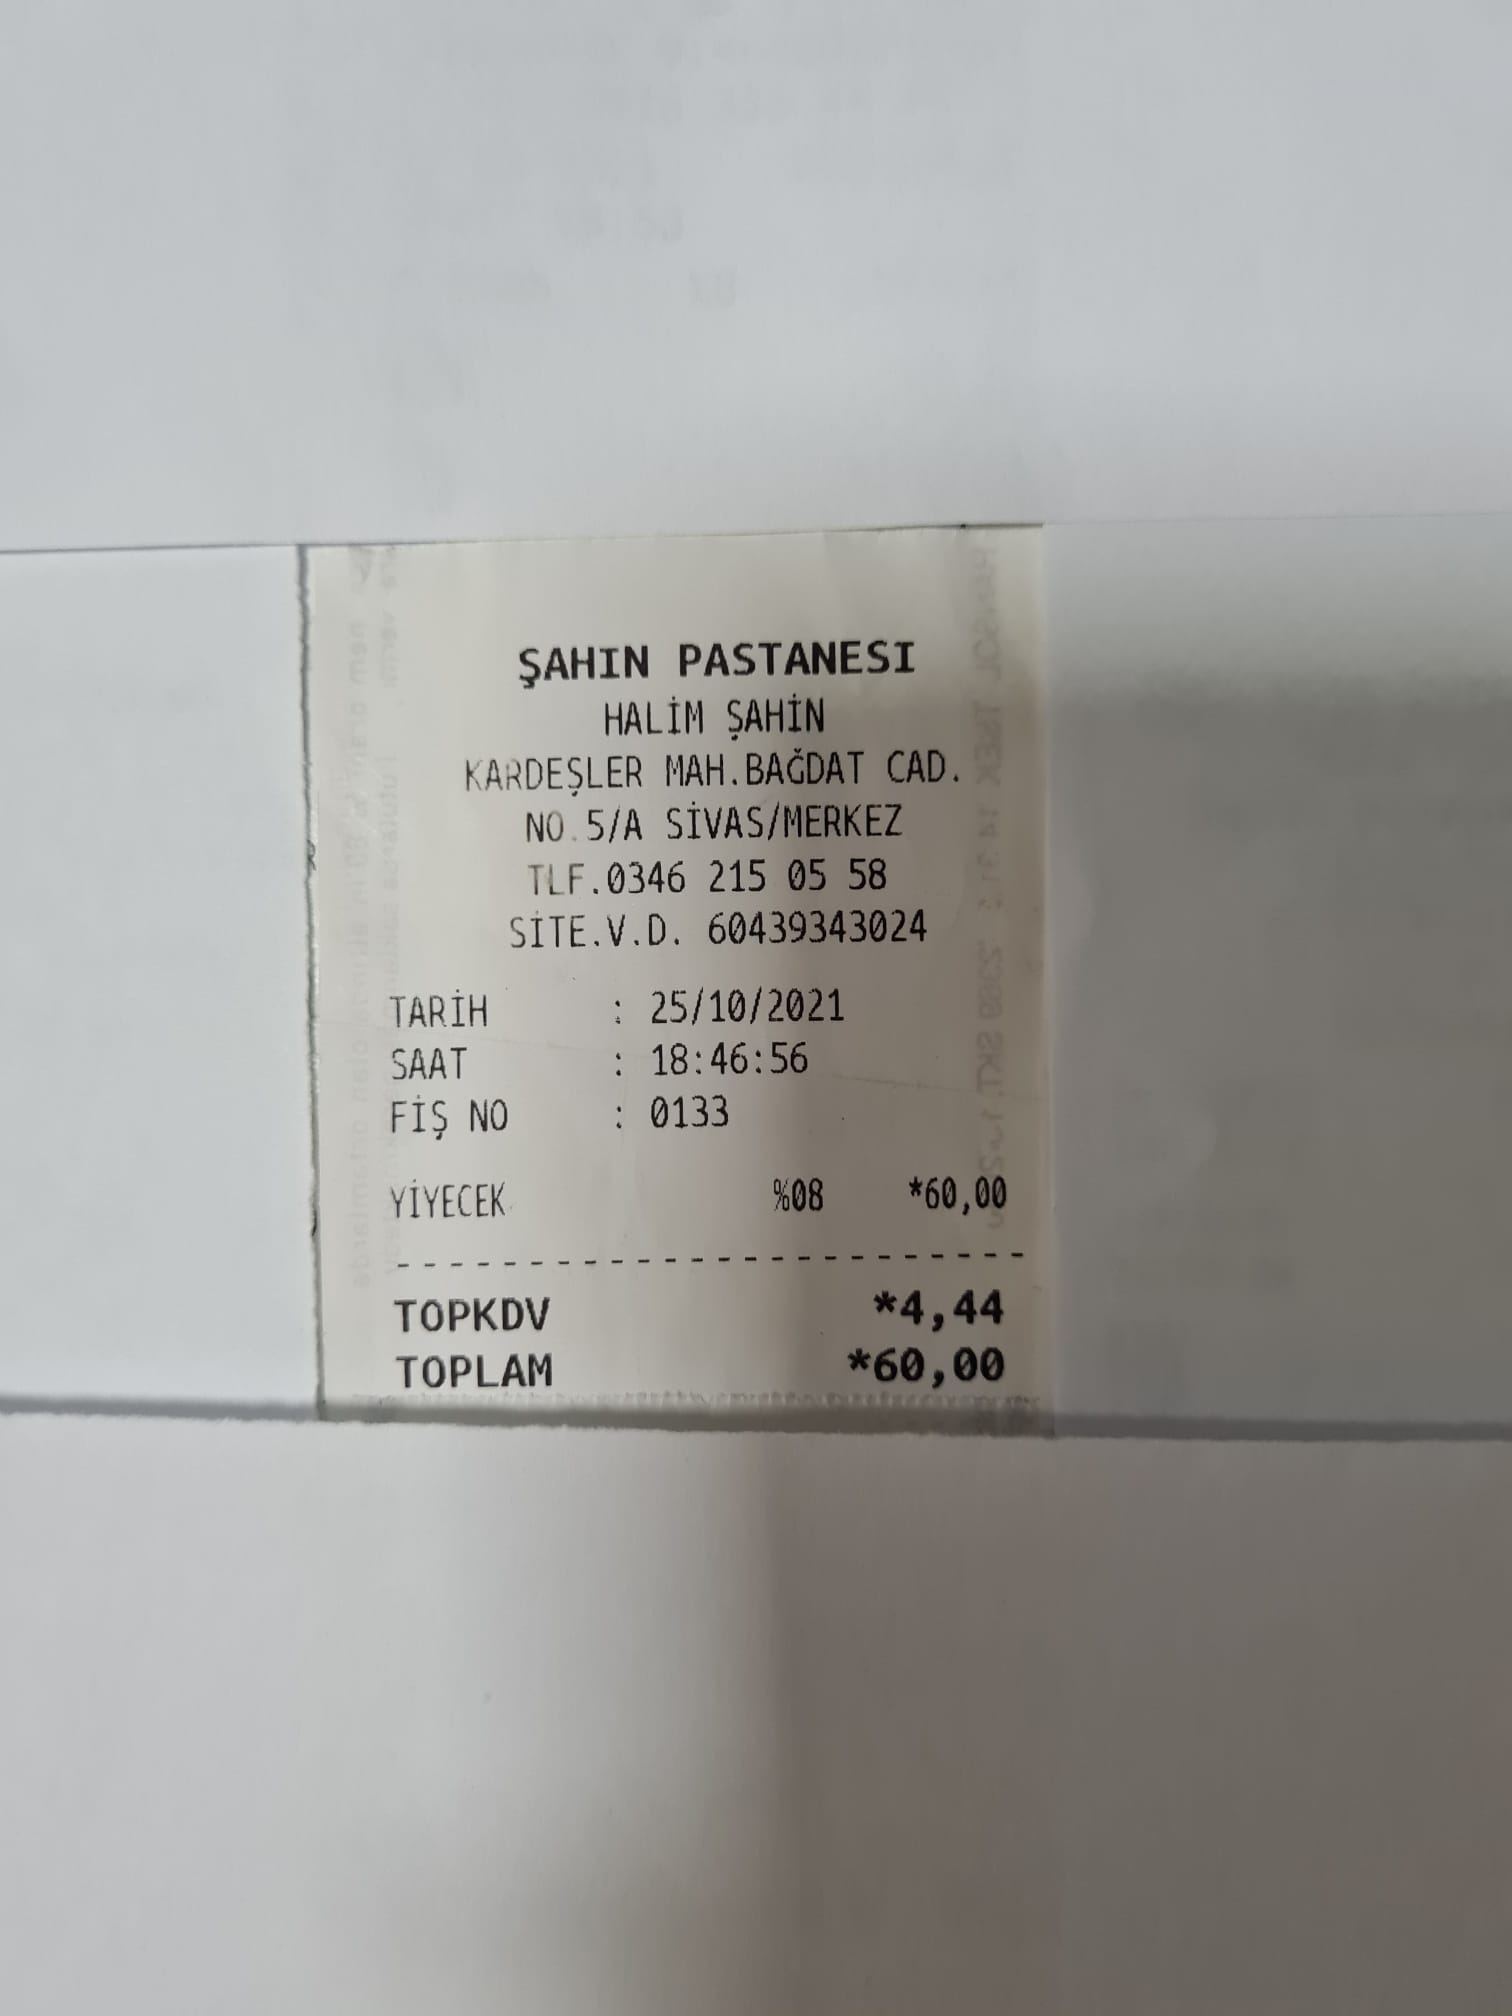 ŞAHIN PASTANESI
HALİM ŞAHİN
KARDEŞLER MAH.BAĞDAT CAD.
NO.5/A SİVAS/MERKEZ
TLF.0346 215 05 58
SİTE.V.D. 60439343024
TARİH : 25/10/2021
SAAT : 18:46:56
FİŞ NO : 0133
YİYECEK %08 *60,00
TOPKDV *4,44
TOPLAM *60,00